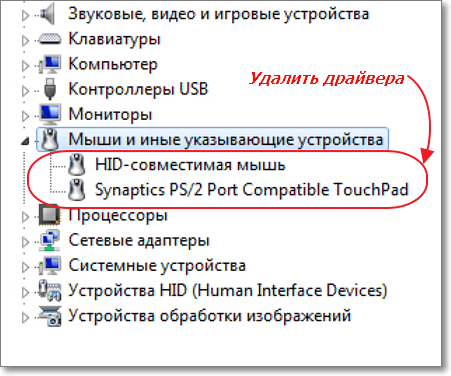 Звуковые, видео и игровые устройства
Клавиатуры
Компьютер
Удалить драйвера
Контроллеры USB
Мониторы
Мыши и иные указывающие устройства
HID-совместимая мышь
Synaptics PS/2 Port Compatible TouchPad
Процессоры
Сетевые адаптеры
Системные устройства
Устройства HID (Human Interface Devices)
Устройства обработки изображений